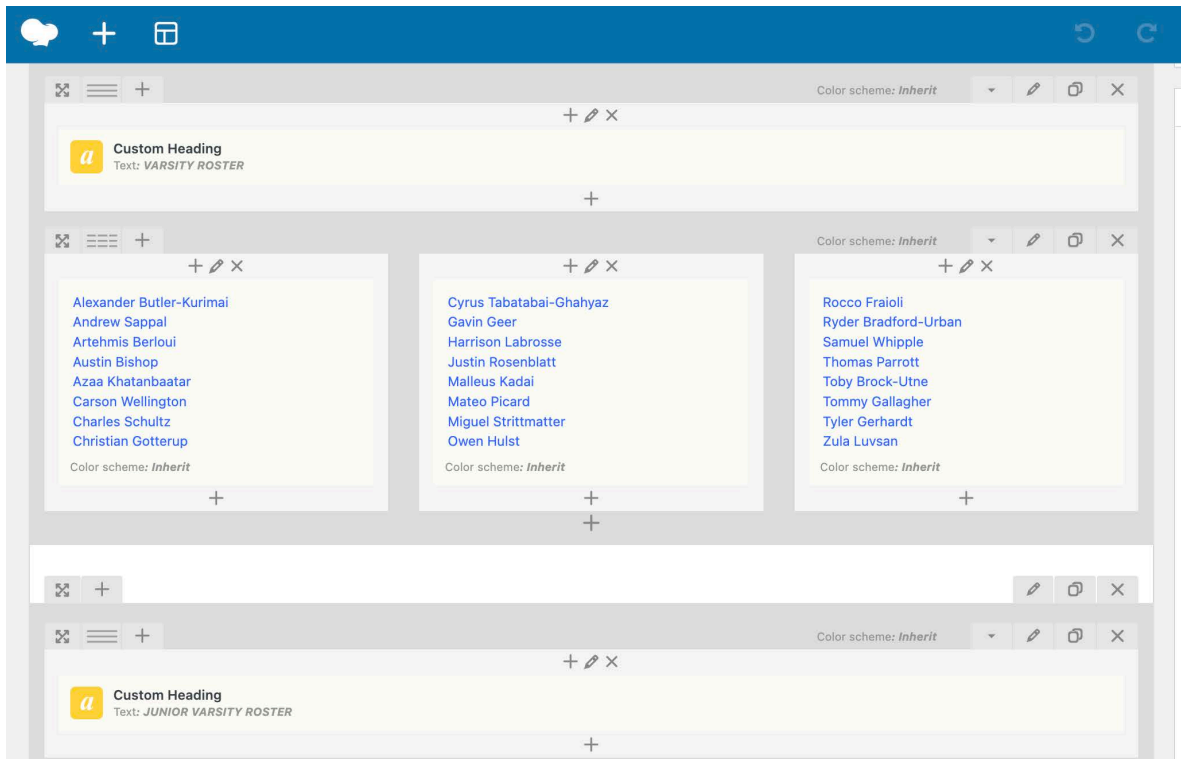 Color scheme: Inherit
a
Custom Heading
Text: VARSITY ROSTER
Color scheme: Inherit
Alexander Butler-Kurimai
Andrew Sappal
Artehmis Berloui
Austin Bishop
Azaa Khatanbaatar
Carson Wellington
Charles Schultz
Christian Gotterup
Color scheme: Inherit
Cyrus Tabatabai-Ghahyaz
Gavin Geer
Harrison Labrosse
Justin Rosenblatt
Malleus Kadai
Mateo Picard
Miguel Strittmatter
Owen Hulst
Color scheme: Inherit
Rocco Fraioli
Ryder Bradford-Urban
Samuel Whipple
Thomas Parrott
Toby Brock-Utne
Tommy Gallagher
Tyler Gerhardt
Zula Luvsan
Color scheme: Inherit
Color scheme: Inherit
a
Custom Heading
Text: JUNIOR VARSITY ROSTER